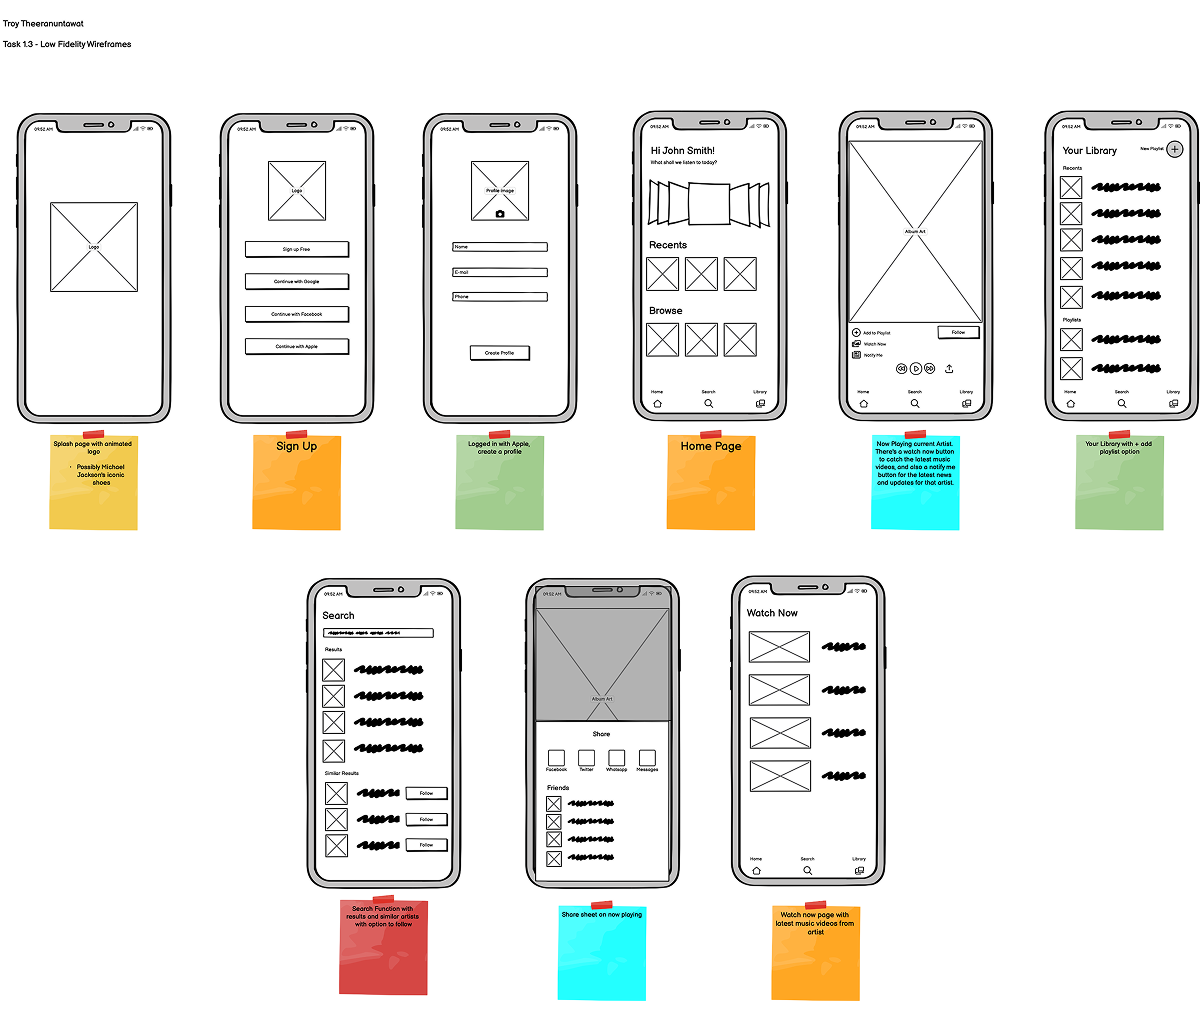 Troy Theeranuntawat
Task 1.3 - Low Fidelity Wireframes
09:52 AM
Logo
Splash page with animated
logo
• Possibly Michael
Jackson's iconic
shoes
09:52 AM
Logo
Sign up Free
Continue with Google
Continue with Facebook
Continue with Apple
Sign Up
09:52 AM
Profile Image
Name
E-mail
Phone
Create Profile
Logged in with Apple,
create a profile
09:52 AM
Hi John Smith!
What shall we listen to today?
Recents
Browse
Home Search Library
Home Page
09:52 AM
Album Art
Add to Playlist
Follow
Watch Now
Notify Me
Home Search Library
Now Playing current Artist.
There's a watch now button
to catch the latest music
videos, and also a notify me
button for the latest news
and updates for that artist.
09:52 AM
Your Library
New Playlist
Recents
Playlists
Home Search Library
Your Library with + add
playlist option
09:52 AM
Search
Results
Similar Results
Follow
Follow
Follow
Search Function with
results and similar artists
with option to follow
09:52 AM
Album Art
Share
Facebook Twitter Whatsapp Messages
Friends
Share sheet on now playing
09:52 AM
Watch Now
Home Search Library
Watch now page with
latest music videos from
artist